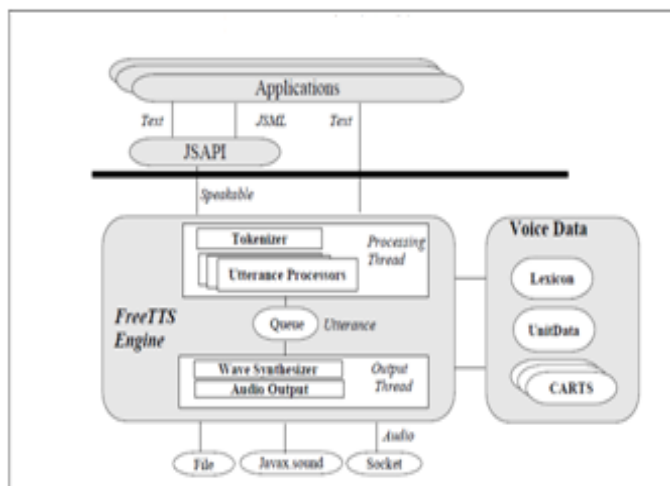 Applications
Text JSML Text
JSAPI
Speakable
Voice Data
Tokenizer
Processing
Thread
Utterance Processors
Lexicon
FreeTTS
Engine
Queue
Utterance
UnitData
Wave Synthesizer
Output
Thread
Audio Output
CARTS
Audio
File
Javax.sound
Socket